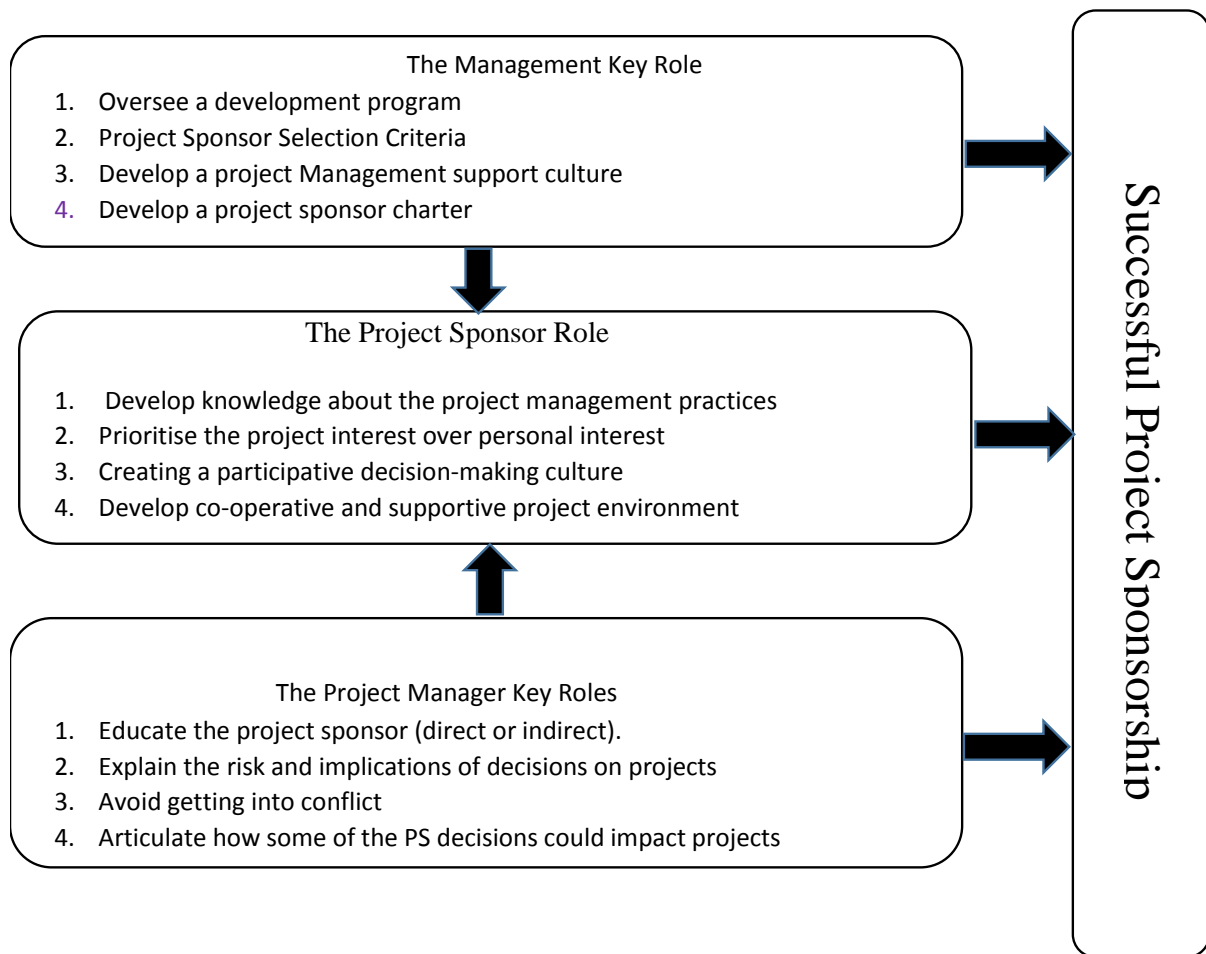 The Management Key Role
1. Oversee a development program
2. Project Sponsor Selection Criteria
3. Develop a project Management support culture
4. Develop a project sponsor charter
The Project Sponsor Role
1. Develop knowledge about the project management practices
2. Prioritise the project interest over personal interest
3. Creating a participative decision-making culture
4. Develop co-operative and supportive project environment
The Project Manager Key Roles
1. Educate the project sponsor (direct or indirect).
2. Explain the risk and implications of decisions on projects
3. Avoid getting into conflict
4. Articulate how some of the PS decisions could impact projects
Successful Project Sponsorship